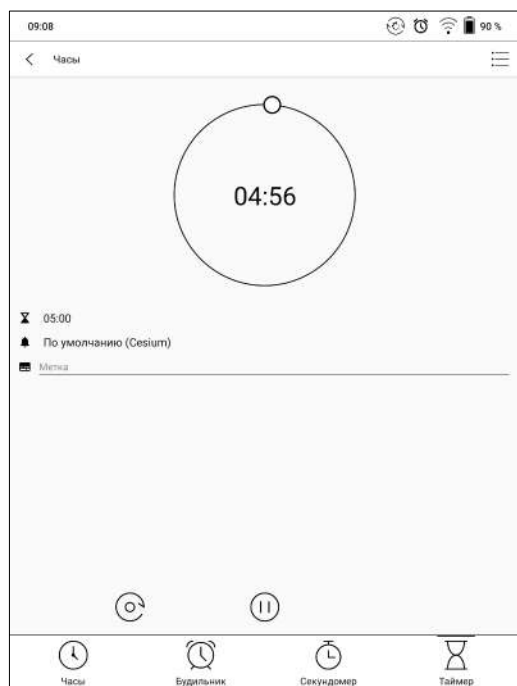 09:08 90 %
Часы
04:56
05:00
По умолчанию (Cesium)
Метка
Часы Будильник Секундомер Таймер